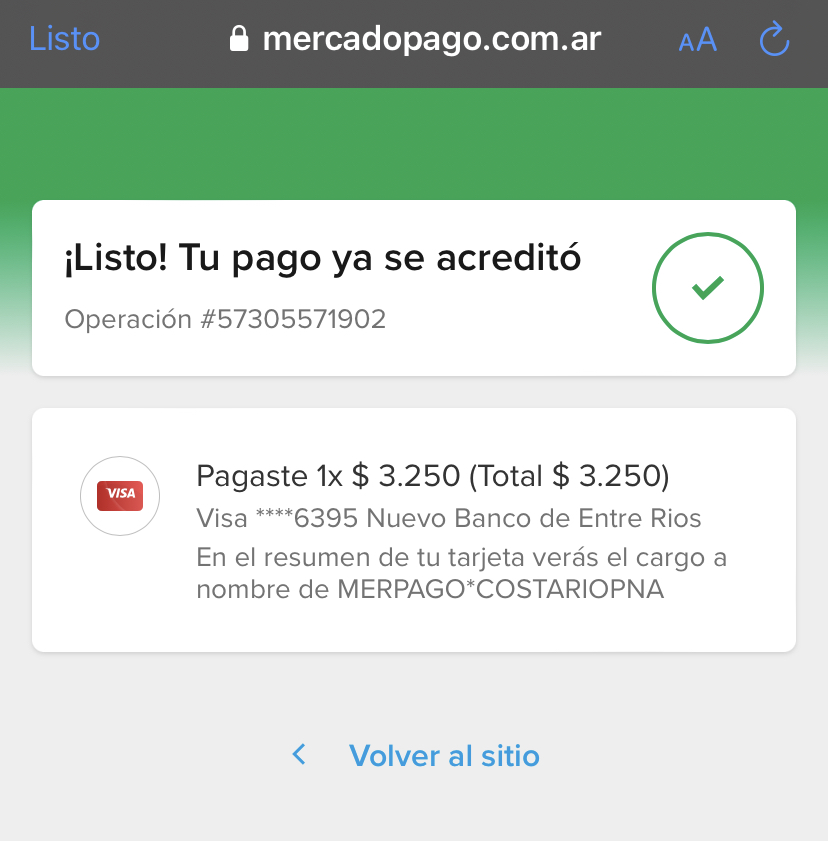 Listo
mercadopago.com.ar
AA
¡Listo! Tu pago ya se acreditó
Operación #57305571902
VISA
Pagaste 1x $ 3.250 (Total $ 3.250)
Visa ****6395 Nuevo Banco de Entre Rios
En el resumen de tu tarjeta verás el cargo a
nombre de MERPAGO*COSTARIOPNA
Volver al sitio